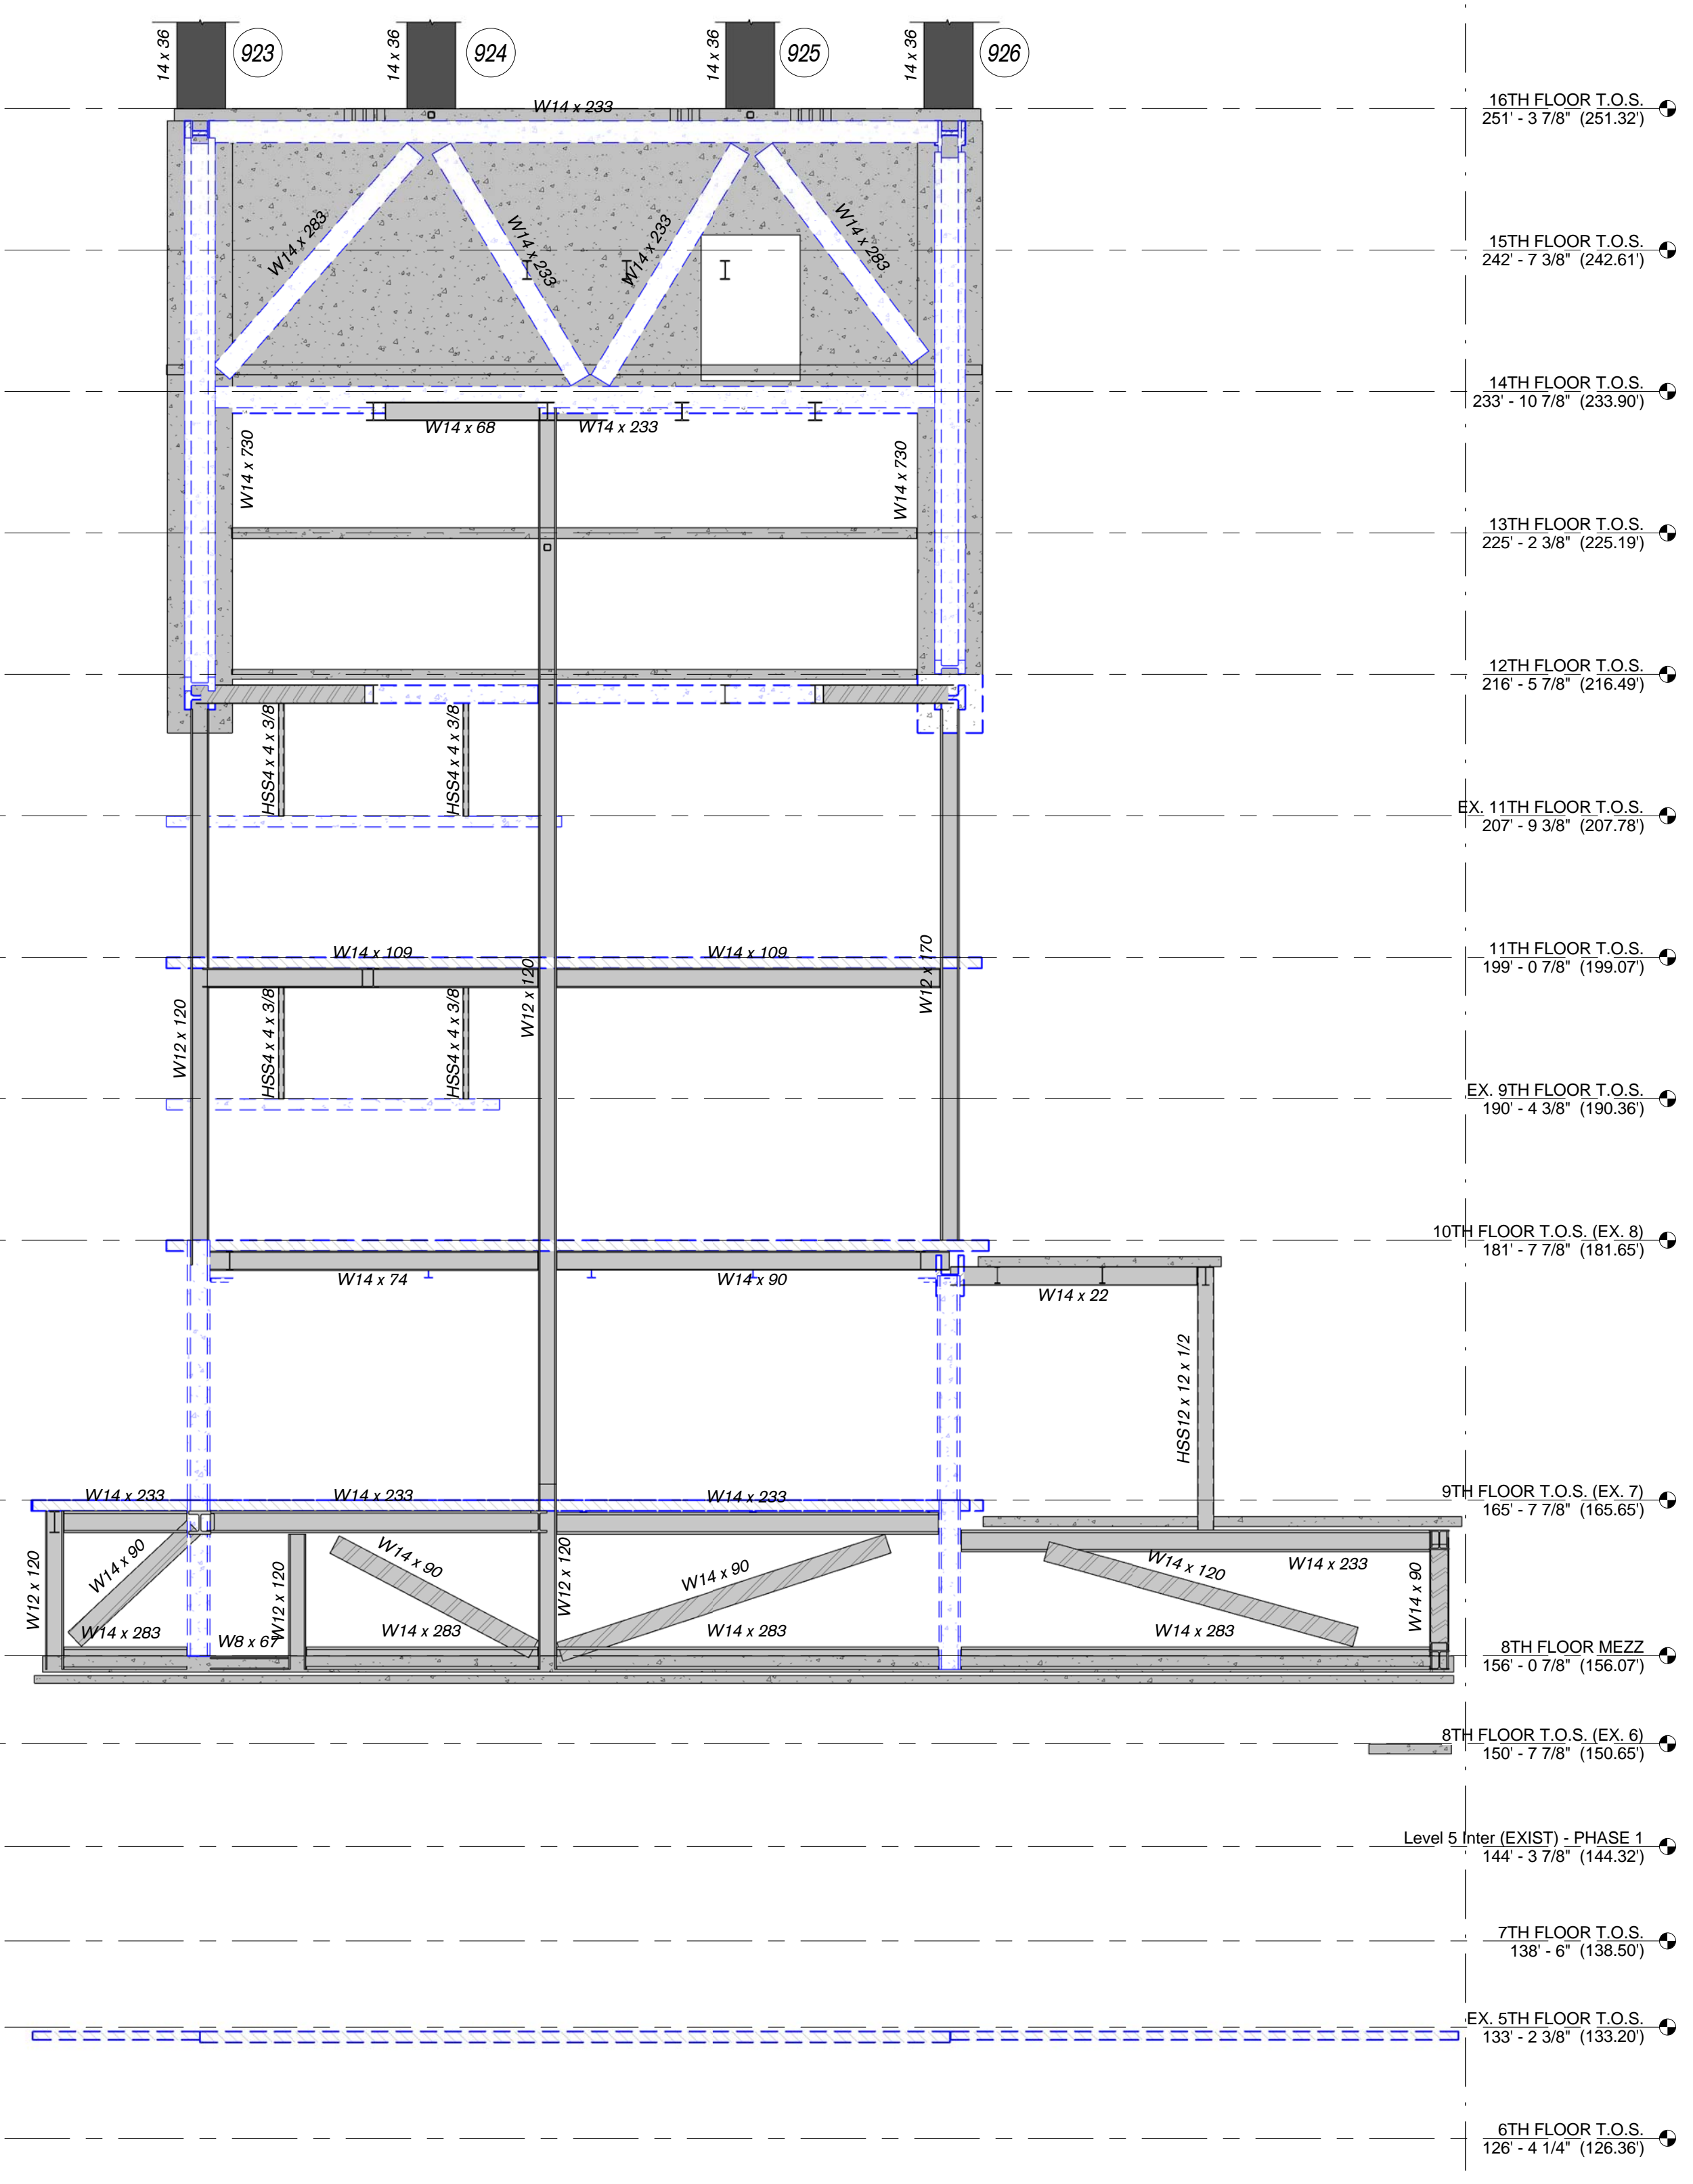 14 x 36
923
14 x 36
924
14 x 36
925
14 x 36
926
W14 x 233
16TH FLOOR T.O.S.
251' - 3 7/8" (251.32')
W14 x 283
W14 x 233
W14 x 233
W14 x 283
15TH FLOOR T.O.S.
242' - 7 3/8" (242.61')
14TH FLOOR T.O.S.
233' - 10 7/8" (233.90')
W14 x 68
W14 x 233
W14 x 730
W14 x 730
13TH FLOOR T.O.S.
225' - 2 3/8" (225.19')
12TH FLOOR T.O.S.
216' - 5 7/8" (216.49')
HSS4 x 4 x 3/8
HSS4 x 4 x 3/8
EX. 11TH FLOOR T.O.S.
207' - 9 3/8" (207.78')
W14 x 109
W14 x 109
11TH FLOOR T.O.S.
199' - 0 7/8" (199.07')
W12 x 120
HSS4 x 4 x 3/8
HSS4 x 4 x 3/8
W12 x 120
W12 x 170
EX. 9TH FLOOR T.O.S.
190' - 4 3/8" (190.36')
10TH FLOOR T.O.S. (EX. 8)
181' - 7 7/8" (181.65')
W14 x 74
W14 x 90
W14 x 22
HSS12 x 12 x 1/2
W14 x 233
W14 x 233
W14 x 233
9TH FLOOR T.O.S. (EX. 7)
165' - 7 7/8" (165.65')
W12 x 120
W14 x 90
W12 x 120
W14 x 90
W12 x 120
W14 x 90
W14 x 120
W14 x 233
W14 x 90
W14 x 283
W8 x 67
W14 x 283
W14 x 283
W14 x 283
8TH FLOOR MEZZ
156' - 0 7/8" (156.07')
8TH FLOOR T.O.S. (EX. 6)
150' - 7 7/8" (150.65')
Level 5 Inter (EXIST) - PHASE 1
144' - 3 7/8" (144.32')
7TH FLOOR T.O.S.
138' - 6" (138.50')
EX. 5TH FLOOR T.O.S.
133' - 2 3/8" (133.20')
6TH FLOOR T.O.S.
126' - 4 1/4" (126.36')